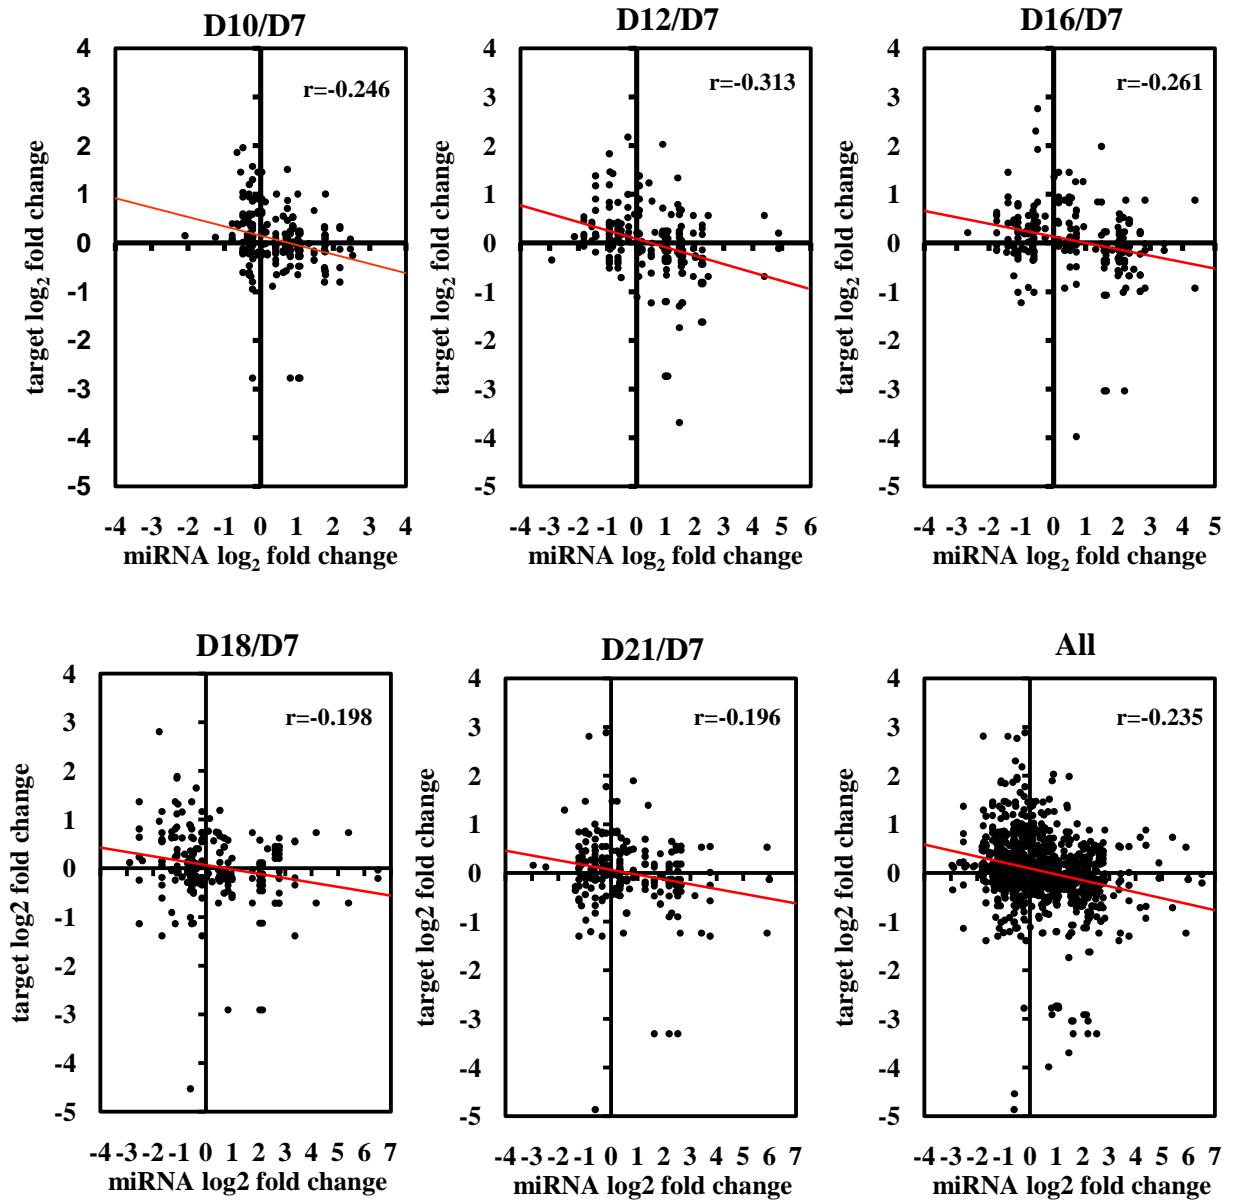 D10/D7
r=-0.246
target log2 fold change
4
3
2
1
0
-1
-2
-3
-4
-5
-4 -3 -2 -1 0 1 2 3 4
miRNA log2 fold change
D12/D7
r=-0.313
target log2 fold change
4
3
2
1
0
-1
-2
-3
-4
-5
-4 -3 -2 -1 0 1 2 3 4 5 6
miRNA log2 fold change
D16/D7
r=-0.261
target log2 fold change
4
3
2
1
0
-1
-2
-3
-4
-5
-4 -3 -2 -1 0 1 2 3 4 5
miRNA log2 fold change
D18/D7
r=-0.198
target log2 fold change
4
3
2
1
0
-1
-2
-3
-4
-5
-4 -3 -2 -1 0 1 2 3 4 5 6 7
miRNA log2 fold change
D21/D7
r=-0.196
target log2 fold change
4
3
2
1
0
-1
-2
-3
-4
-5
-4 -3 -2 -1 0 1 2 3 4 5 6 7
miRNA log2 fold change
All
r=-0.235
target log2 fold change
4
3
2
1
0
-1
-2
-3
-4
-5
-4 -3 -2 -1 0 1 2 3 4 5 6 7
miRNA log2 fold change